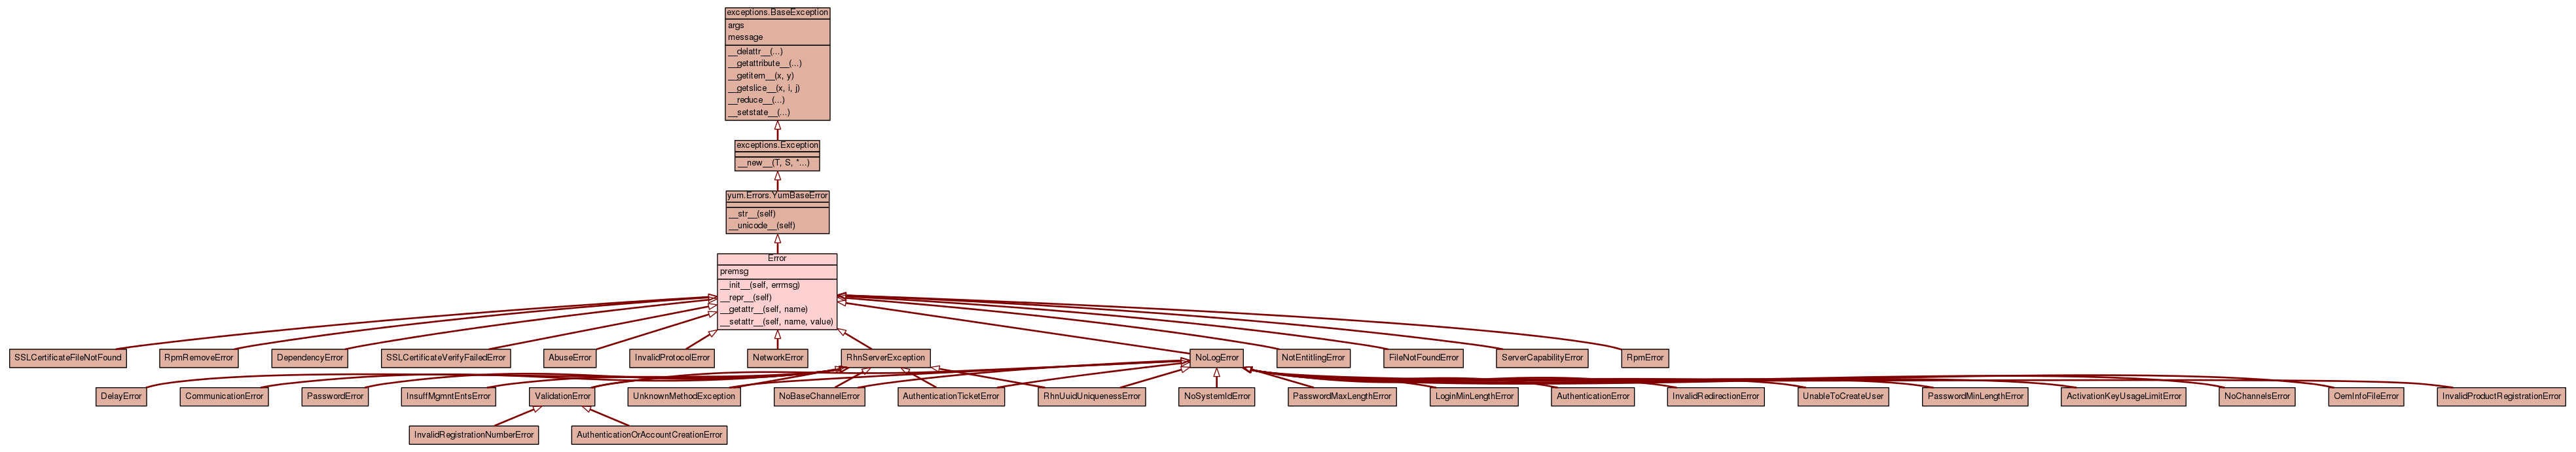 exceptions.BaseException
args
message
__delattr__(...)
__getattribute__(...)
__getitem__(x, y)
__getslice__(x, i, j)
__reduce__(...)
__setstate__(...)
exceptions.Exception
__new__(T, S, *...)
yum.Errors.YumBaseError
__str__(self)
__unicode__(self)
Error
premsg
__init__(self, errmsg)
__repr__(self)
__getattr__(self, name)
__setattr__(self, name, value)
SSLCertificateFileNotFound
RpmRemoveError
DependencyError
SSLCertificateVerifyFailedError
AbuseError
InvalidProtocolError
NetworkError
RhnServerException
NoLogError
NotEntitlingError
FileNotFoundError
ServerCapabilityError
RpmError
DelayError
CommunicationError
PasswordError
InsuffMgmntEntsError
ValidationError
UnknownMethodException
NoBaseChannelError
AuthenticationTicketError
RhnUuidUniquenessError
NoSystemIdError
PasswordMaxLengthError
LoginMinLengthError
AuthenticationError
InvalidRedirectionError
UnableToCreateUser
PasswordMinLengthError
ActivationKeyUsageLimitError
NoChannelsError
OemInfoFileError
InvalidProductRegistrationError
InvalidRegistrationNumberError
AuthenticationOrAccountCreationError